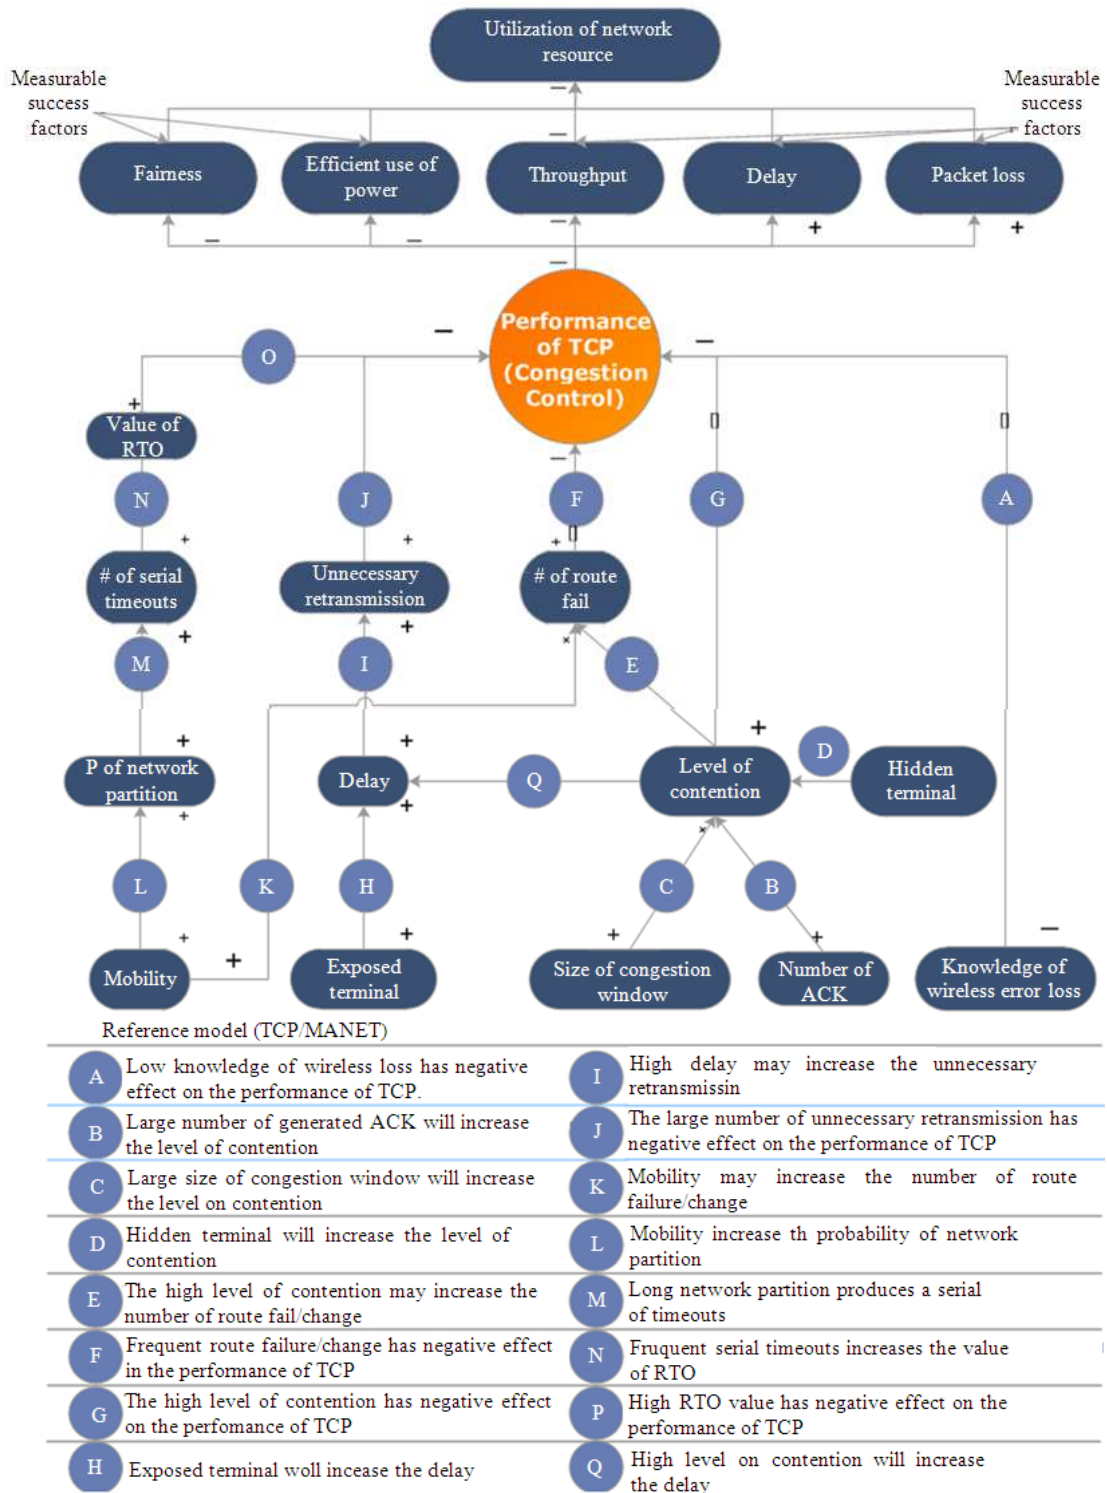 Utilization of network
resource
Measurable
success
factors
Measurable
success
factors
Fairness
Efficient use of
power
Throughput
Delay
Packet loss
Performance
of TCP
(Congestion
Control)
O
Value of
RTO
N
J
F
G
A
# of serial
timeouts
Unnecessary
retransmission
# of route
fail
M
I
E
P of network
partition
Delay
Q
Level of
contention
D
Hidden
terminal
L
K
H
C
B
Mobility
Exposed
terminal
Size of congestion
window
Number of
ACK
Knowledge of
wireless error loss
Reference model (TCP/MANET)
A Low knowledge of wireless loss has negative
effect on the performance of TCP.
B Large number of generated ACK will increase
the level of contention
C Large size of congestion window will increase
the level on contention
D Hidden terminal will increase the level of
contention
E The high level of contention may increase the
number of route fail/change
F Frequent route failure/change has negative effect
in the performance of TCP
G The high level of contention has negative effect
on the perfomance of TCP
H Exposed terminal woll incease the delay
I High delay may increase the unnecessary
retransmissin
J The large number of unnecessary retransmission has
negative effect on the performance of TCP
K Mobility may increase the number of route
failure/change
L Mobility increase th probability of network
partition
M Long network partition produces a serial
of timeouts
N Fruquent serial timeouts increases the value
of RTO
P High RTO value has negative effect on the
performance of TCP
Q High level on contention will increase
the delay